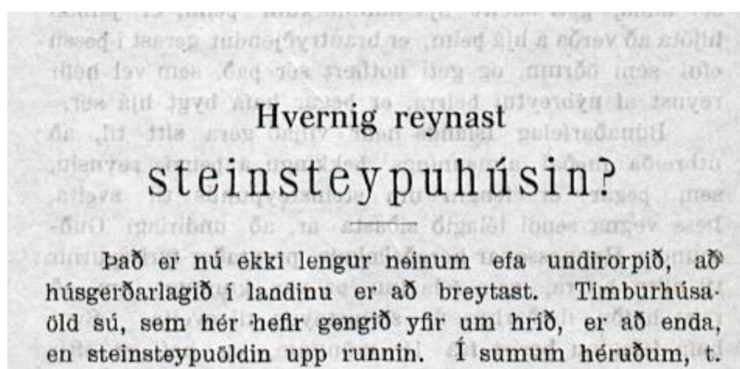 Hvernig reynast
steinsteypuhúsin?
Það er nú ekki lengur neinum efa undirorpið, að
húsgerðarlagið í landinu er að breytast. Timburhúsa-
öld sú, sem hér hefir gengið yfir um hríð, er að enda,
en steinsteypuöldin upp runnin. Í sumum héruðum, t.